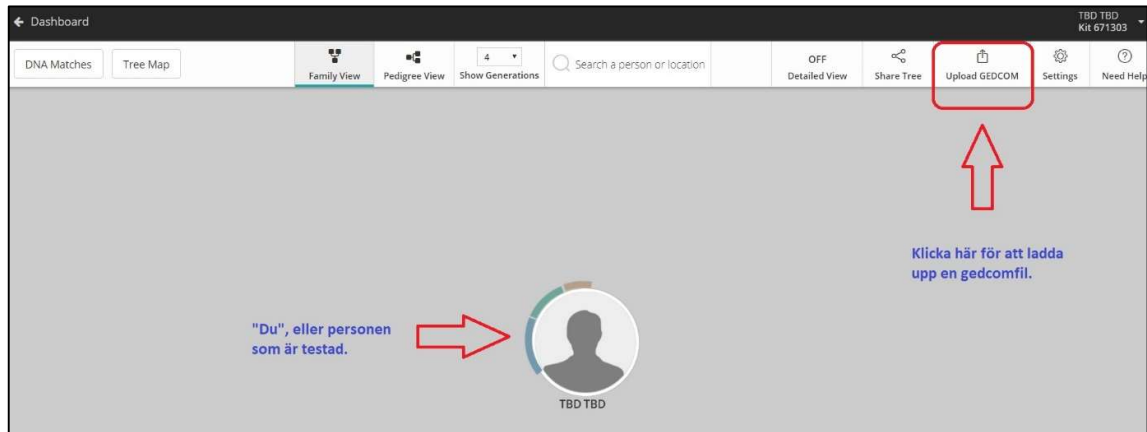 Dashboard
TBD TBD
Kit 671303
DNA Matches
Tree Map
Family View
Pedigree View
4
Show Generations
Search a person or location
OFF
Detailed View
Share Tree
Upload GEDCOM
Settings
Need Help
Klicka här för att ladda
upp en gedcomfil.
"Du", eller personen
som är testad.
TBD TBD